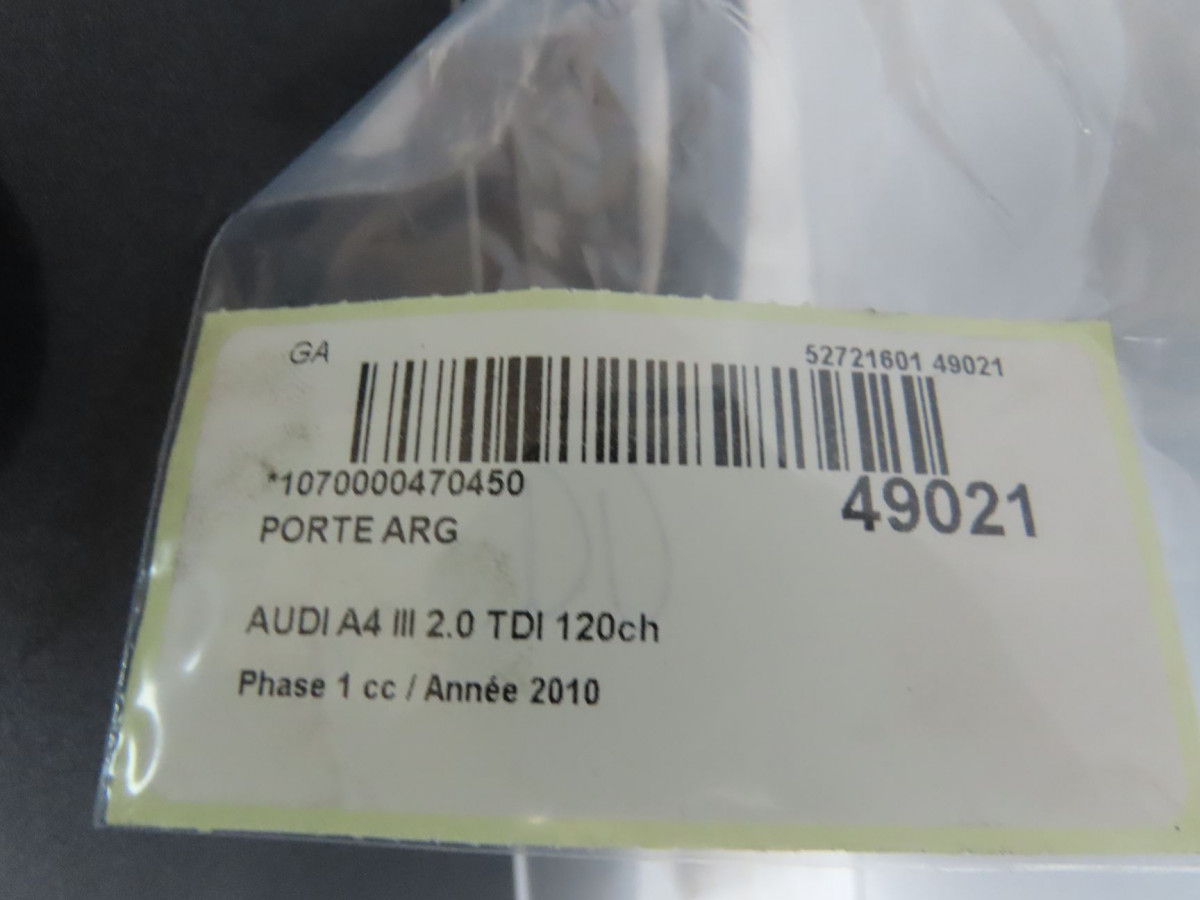 GA
52721601 49021
*1070000470450
49021
PORTE ARG
AUDI A4 III 2.0 TDI 120ch
Phase 1 cc / Année 2010